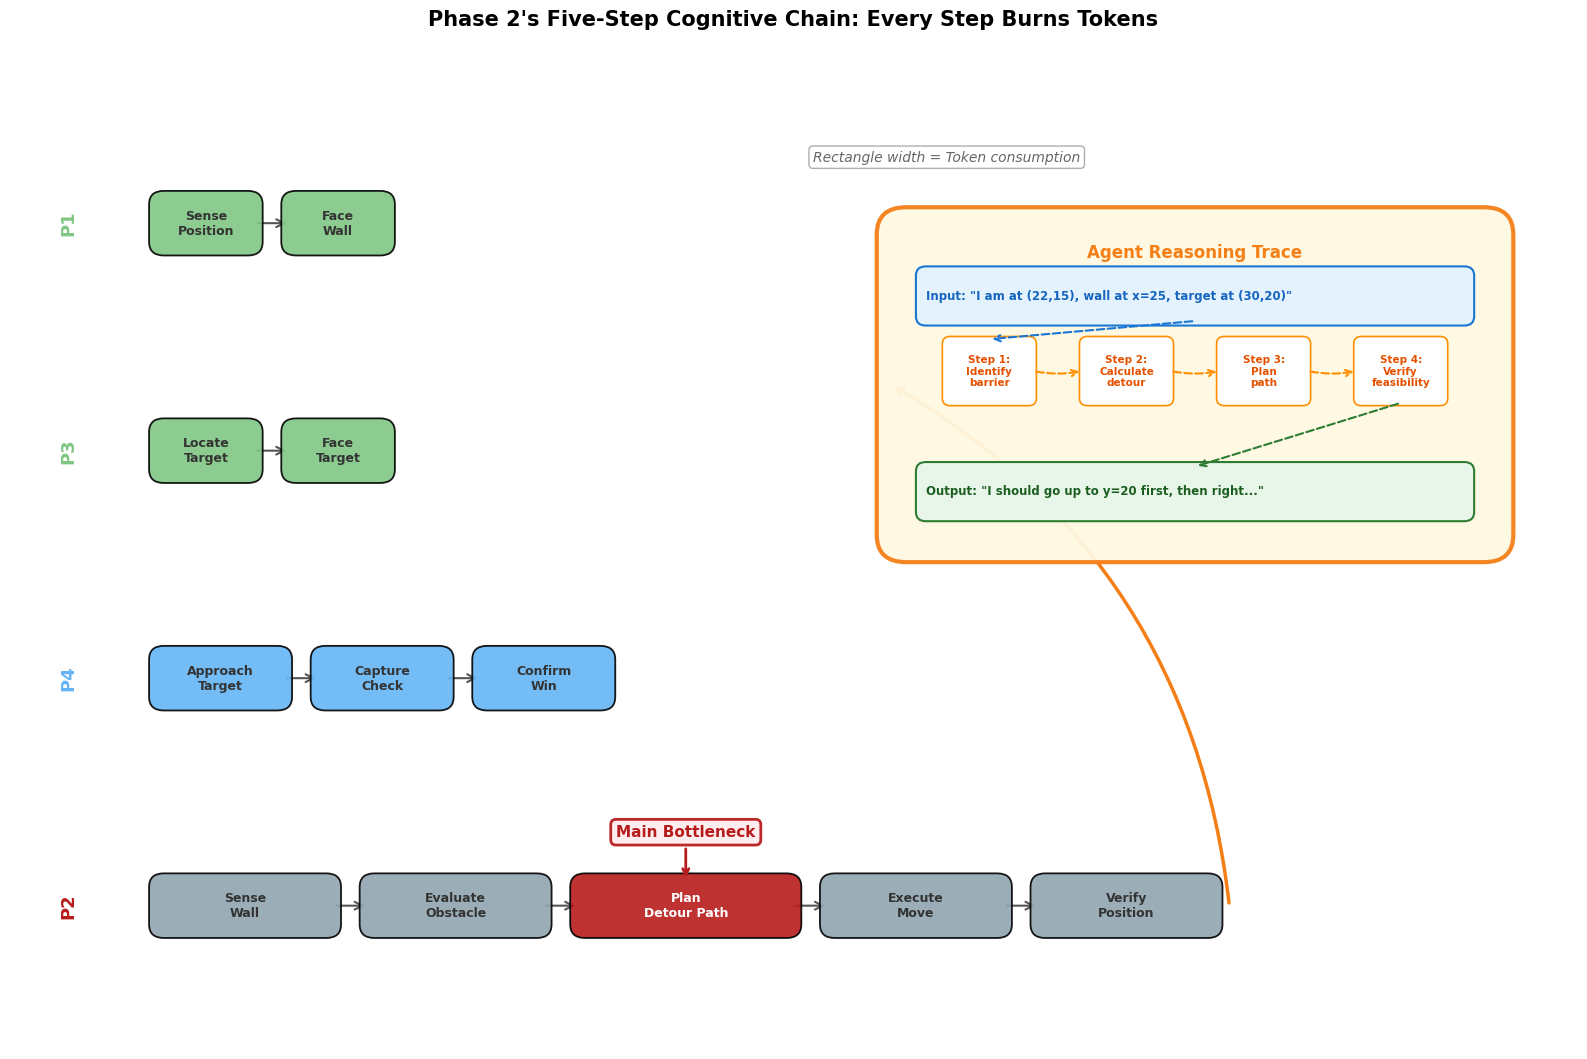 Phase 2's Five-Step Cognitive Chain: Every Step Burns Tokens
Rectangle width = Token consumption
P1
Sense
Position
Face
Wall
Agent Reasoning Trace
Input: "I am at (22,15), wall at x=25, target at (30,20)"
Step 1:
Identify
barrier
Step 2:
Calculate
detour
Step 3:
Plan
path
Step 4:
Verify
feasibility
Output: "I should go up to y=20 first, then right..."
P3
Locate
Target
Face
Target
P4
Approach
Target
Capture
Check
Confirm
Win
Main Bottleneck
P2
Sense
Wall
Evaluate
Obstacle
Plan
Detour Path
Execute
Move
Verify
Position